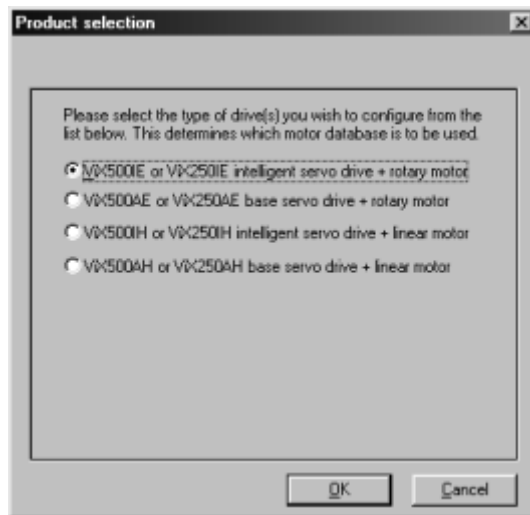 Product selection
Please select the type of drive(s) you wish to configure from the
list below. This determines which motor database is to be used.
ViX500IE or ViX250IE intelligent servo drive + rotary motor
ViX500AE or ViX250AE base servo drive + rotary motor
ViX500IH or ViX250IH intelligent servo drive + linear motor
ViX500AH or ViX250AH base servo drive + linear motor
OK
Cancel